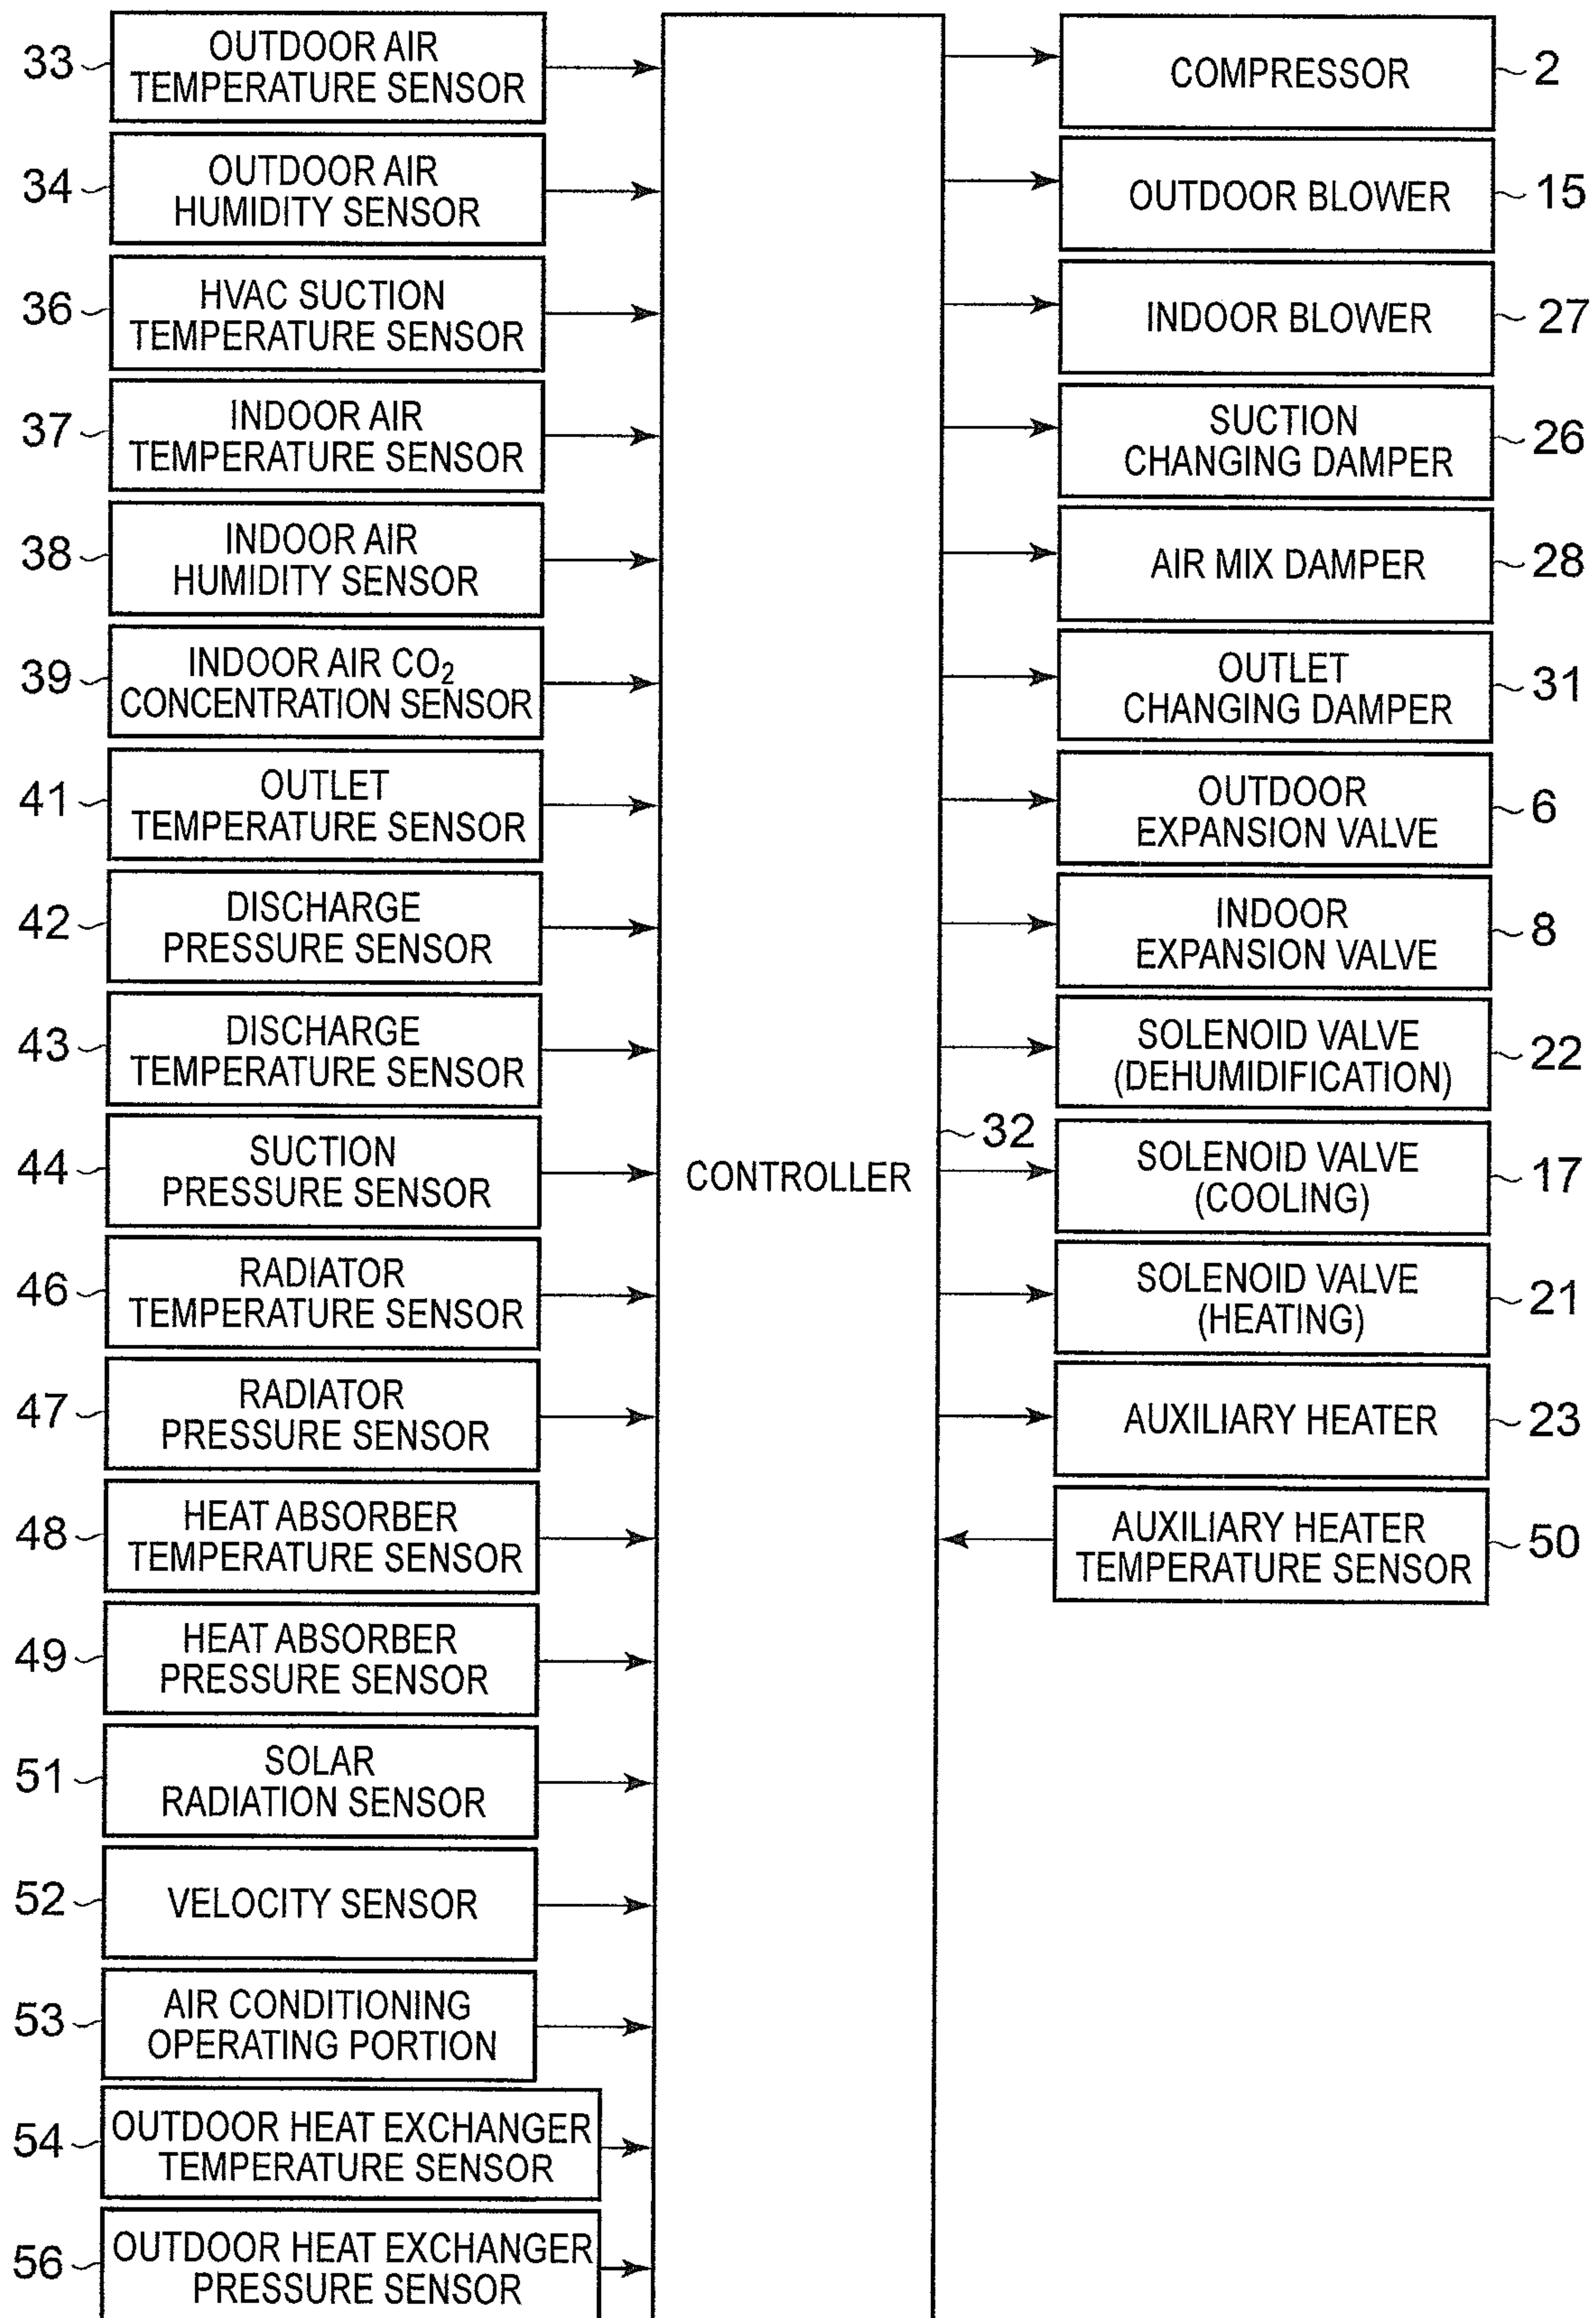 33
OUTDOOR AIR
TEMPERATURE SENSOR
34
OUTDOOR AIR
HUMIDITY SENSOR
36
HVAC SUCTION
TEMPERATURE SENSOR
37
INDOOR AIR
TEMPERATURE SENSOR
38
INDOOR AIR
HUMIDITY SENSOR
39
INDOOR AIR CO₂
CONCENTRATION SENSOR
41
OUTLET
TEMPERATURE SENSOR
42
DISCHARGE
PRESSURE SENSOR
43
DISCHARGE
TEMPERATURE SENSOR
44
SUCTION
PRESSURE SENSOR
46
RADIATOR
TEMPERATURE SENSOR
47
RADIATOR
PRESSURE SENSOR
48
HEAT ABSORBER
TEMPERATURE SENSOR
49
HEAT ABSORBER
PRESSURE SENSOR
51
SOLAR
RADIATION SENSOR
52
VELOCITY SENSOR
53
AIR CONDITIONING
OPERATING PORTION
54
OUTDOOR HEAT EXCHANGER
TEMPERATURE SENSOR
56
OUTDOOR HEAT EXCHANGER
PRESSURE SENSOR
32
CONTROLLER
COMPRESSOR
2
OUTDOOR BLOWER
15
INDOOR BLOWER
27
SUCTION
CHANGING DAMPER
26
AIR MIX DAMPER
28
OUTLET
CHANGING DAMPER
31
OUTDOOR
EXPANSION VALVE
6
INDOOR
EXPANSION VALVE
8
SOLENOID VALVE
(DEHUMIDIFICATION)
22
SOLENOID VALVE
(COOLING)
17
SOLENOID VALVE
(HEATING)
21
AUXILIARY HEATER
23
AUXILIARY HEATER
TEMPERATURE SENSOR
50